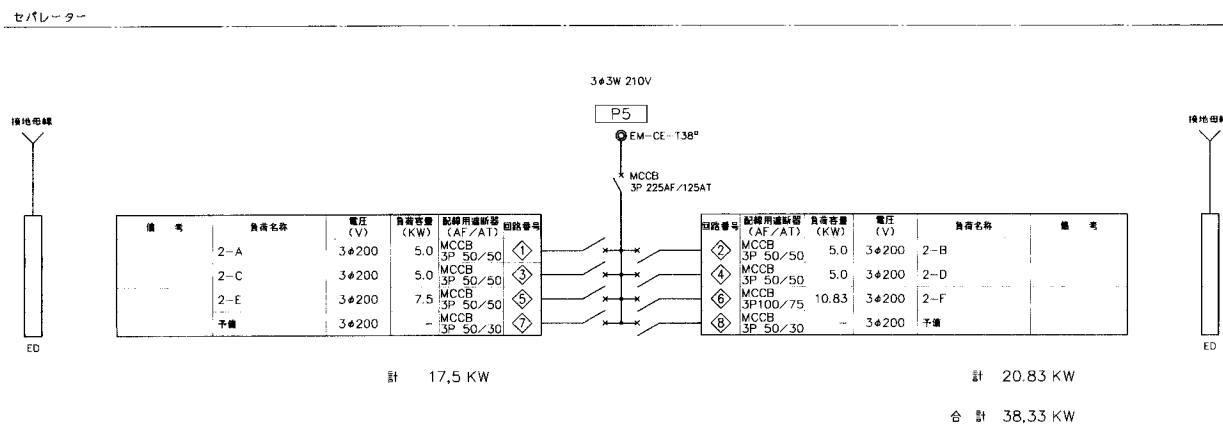 セパレーター
3φ3W 210V
P5
EM-CE-T38□
MCCB
3P 225AF/125AT
接地母線
ED
備 考 負荷名称 電圧(V) 負荷容量(KW) 配線用遮断器(AF/AT) 回路番号
2-A 3φ200 5.0 MCCB 3P 50/50 1
2-C 3φ200 5.0 MCCB 3P 50/50 3
2-E 3φ200 7.5 MCCB 3P 50/50 5
予備 3φ200 - MCCB 3P 50/30 7
計 17,5 KW
回路番号 配線用遮断器(AF/AT) 負荷容量(KW) 電圧(V) 負荷名称 備 考
2 MCCB 3P 50/50 5.0 3φ200 2-B
4 MCCB 3P 50/50 5.0 3φ200 2-D
6 MCCB 3P100/75 10.83 3φ200 2-F
8 MCCB 3P 50/30 - 3φ200 予備
計 20.83 KW
合 計 38,33 KW
接地母線
ED